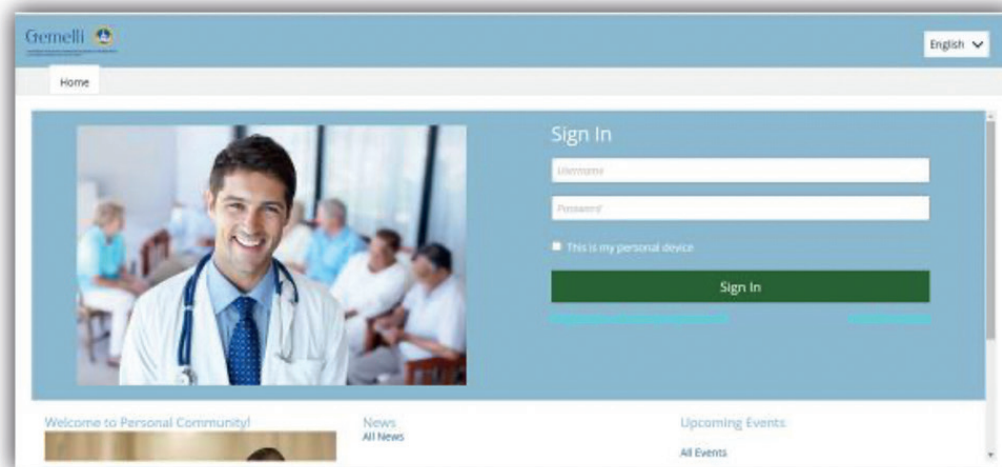 Gemelli
English
Home
Sign In
Username
Password
This is my personal device
Sign In
Welcome to Personal Community!
News
All News
Upcoming Events
All Events